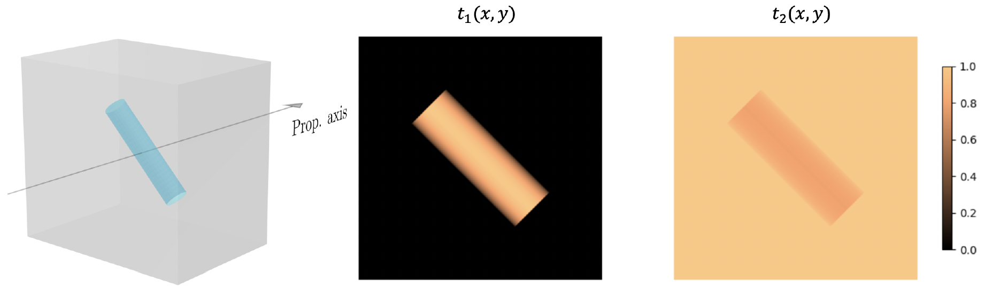 t₁(x, y)
t₂(x, y)
Prop. axis
1.0
0.8
0.6
0.4
0.2
0.0